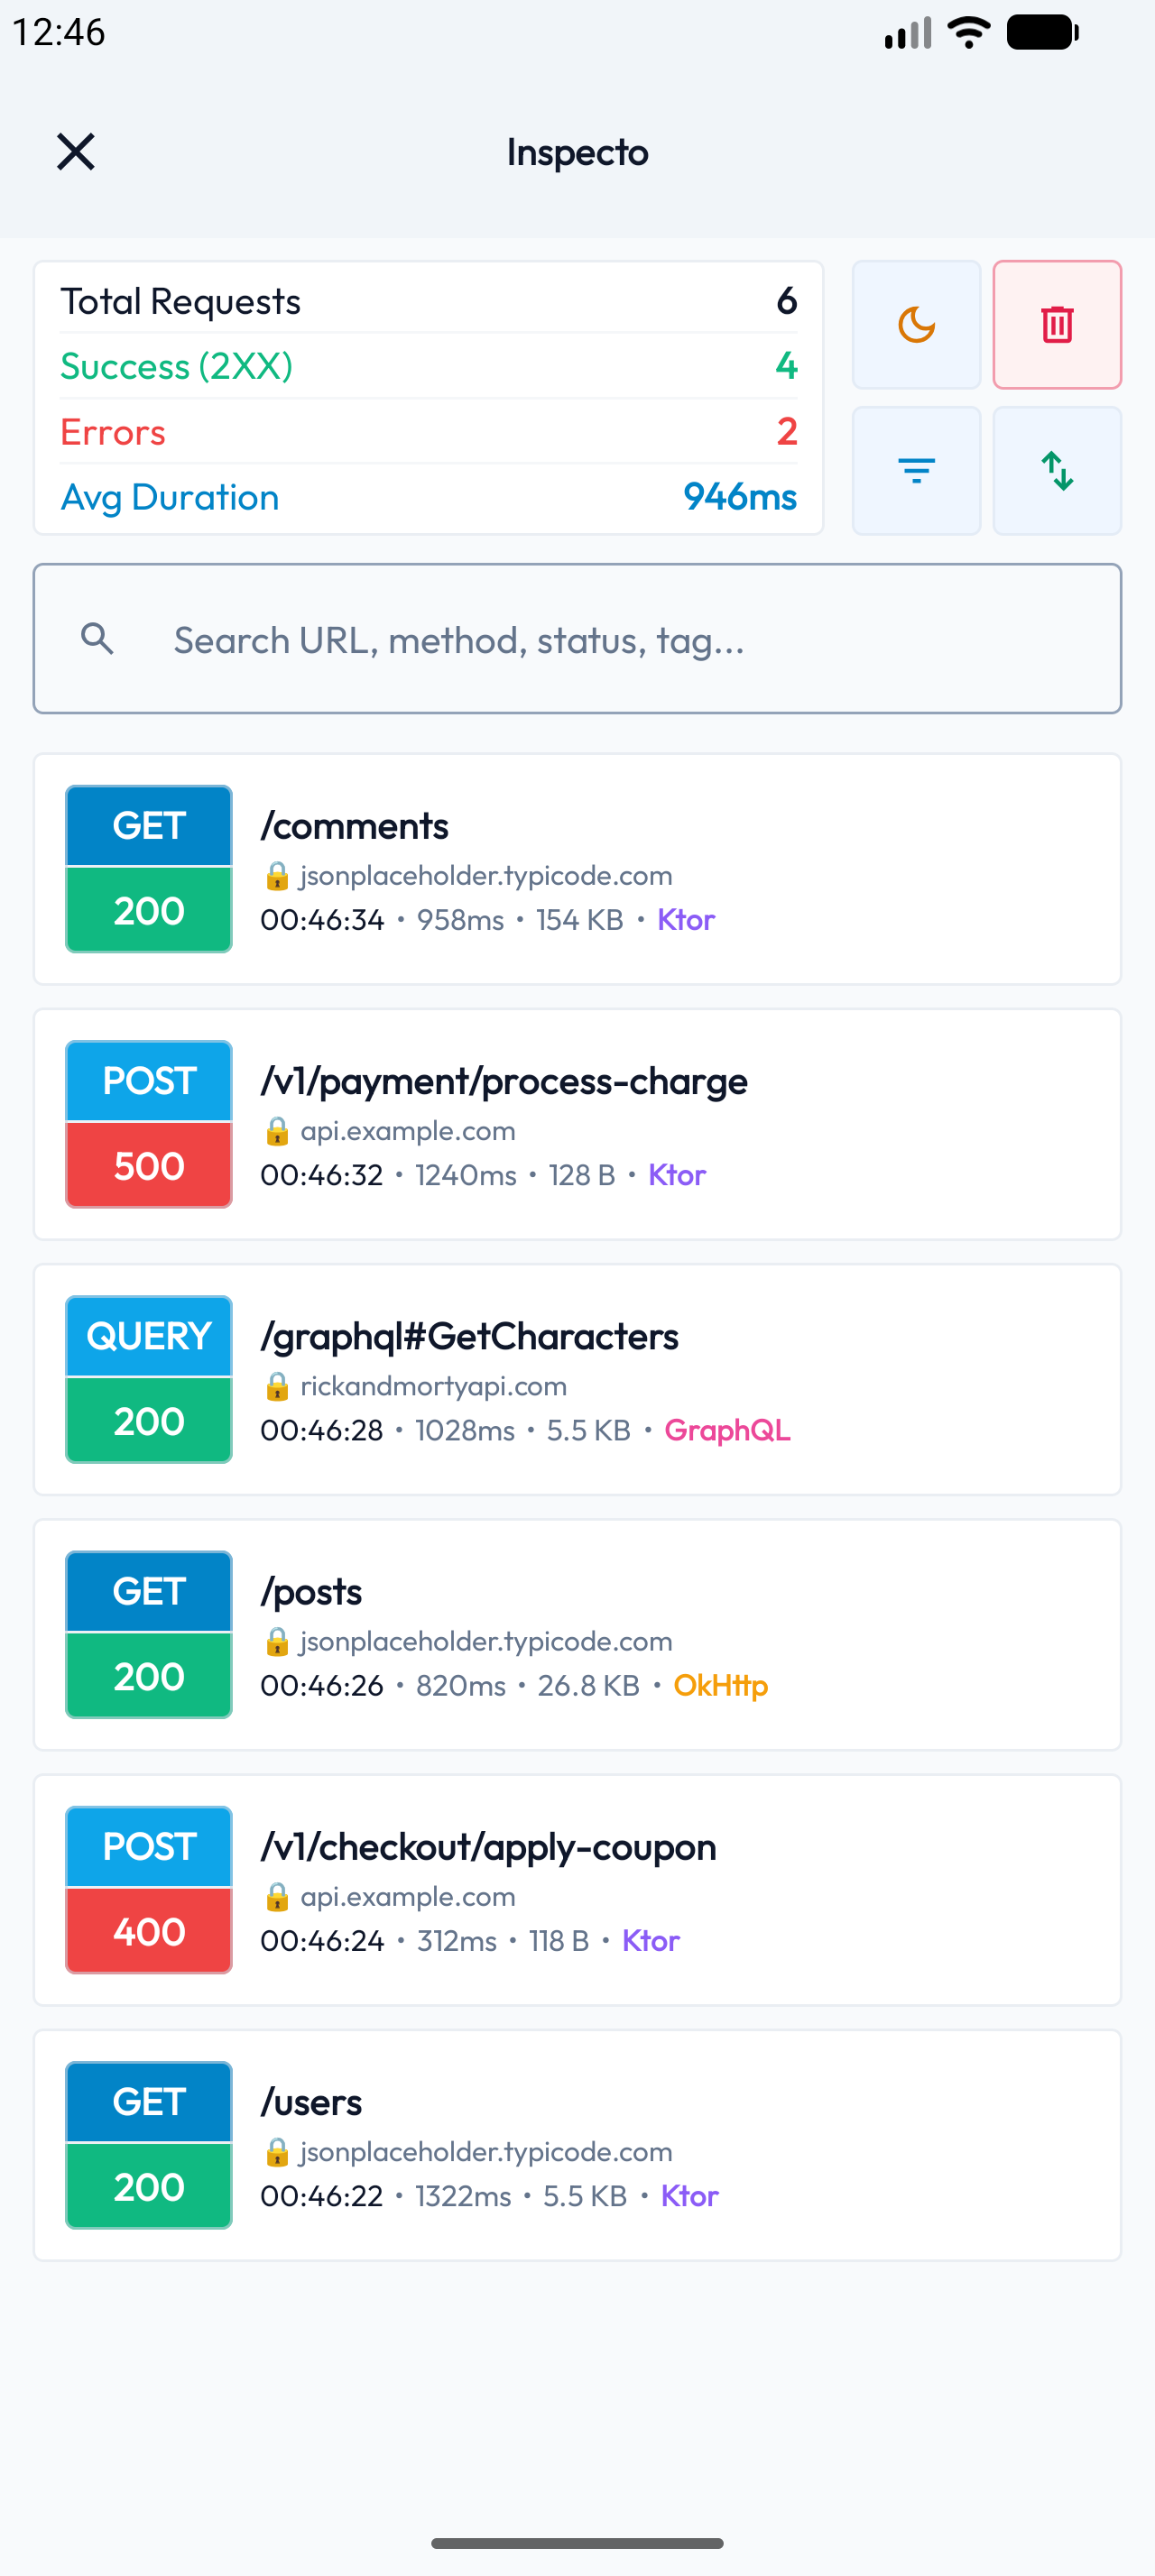 12:46
Inspecto
Total Requests 6
Success (2XX) 4
Errors 2
Avg Duration 946ms
Search URL, method, status, tag...
GET
200
/comments
🔒 jsonplaceholder.typicode.com
00:46:34 • 958ms • 154 KB • Ktor
POST
500
/v1/payment/process-charge
🔒 api.example.com
00:46:32 • 1240ms • 128 B • Ktor
QUERY
200
/graphql#GetCharacters
🔒 rickandmortyapi.com
00:46:28 • 1028ms • 5.5 KB • GraphQL
GET
200
/posts
🔒 jsonplaceholder.typicode.com
00:46:26 • 820ms • 26.8 KB • OkHttp
POST
400
/v1/checkout/apply-coupon
🔒 api.example.com
00:46:24 • 312ms • 118 B • Ktor
GET
200
/users
🔒 jsonplaceholder.typicode.com
00:46:22 • 1322ms • 5.5 KB • Ktor